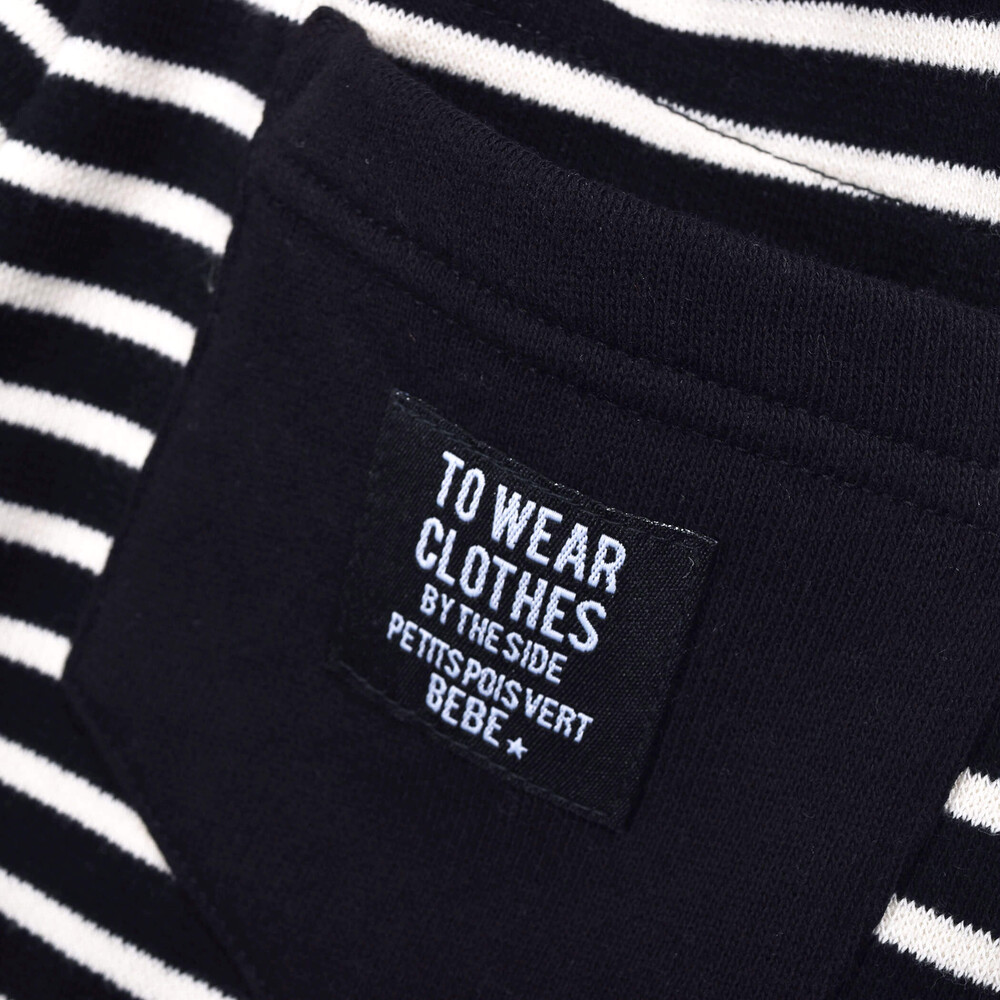 TO WEAR
CLOTHES
BY THE SIDE
PETITS POIS VERT
BEBE★